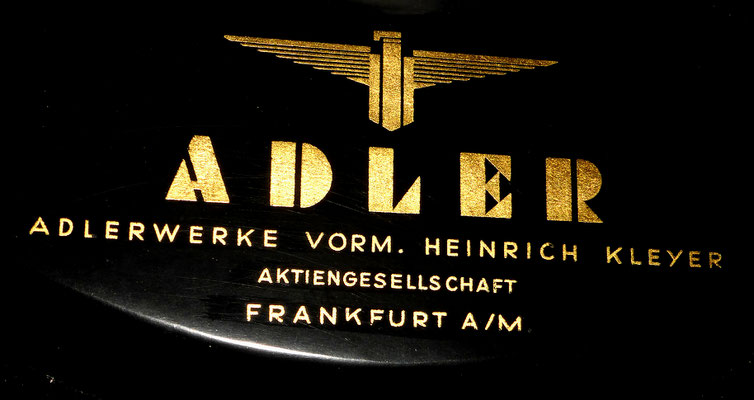 ADLER
ADLERWERKE VORM. HEINRICH KLEYER
AKTIENGESELLSCHAFT
FRANKFURT A/M